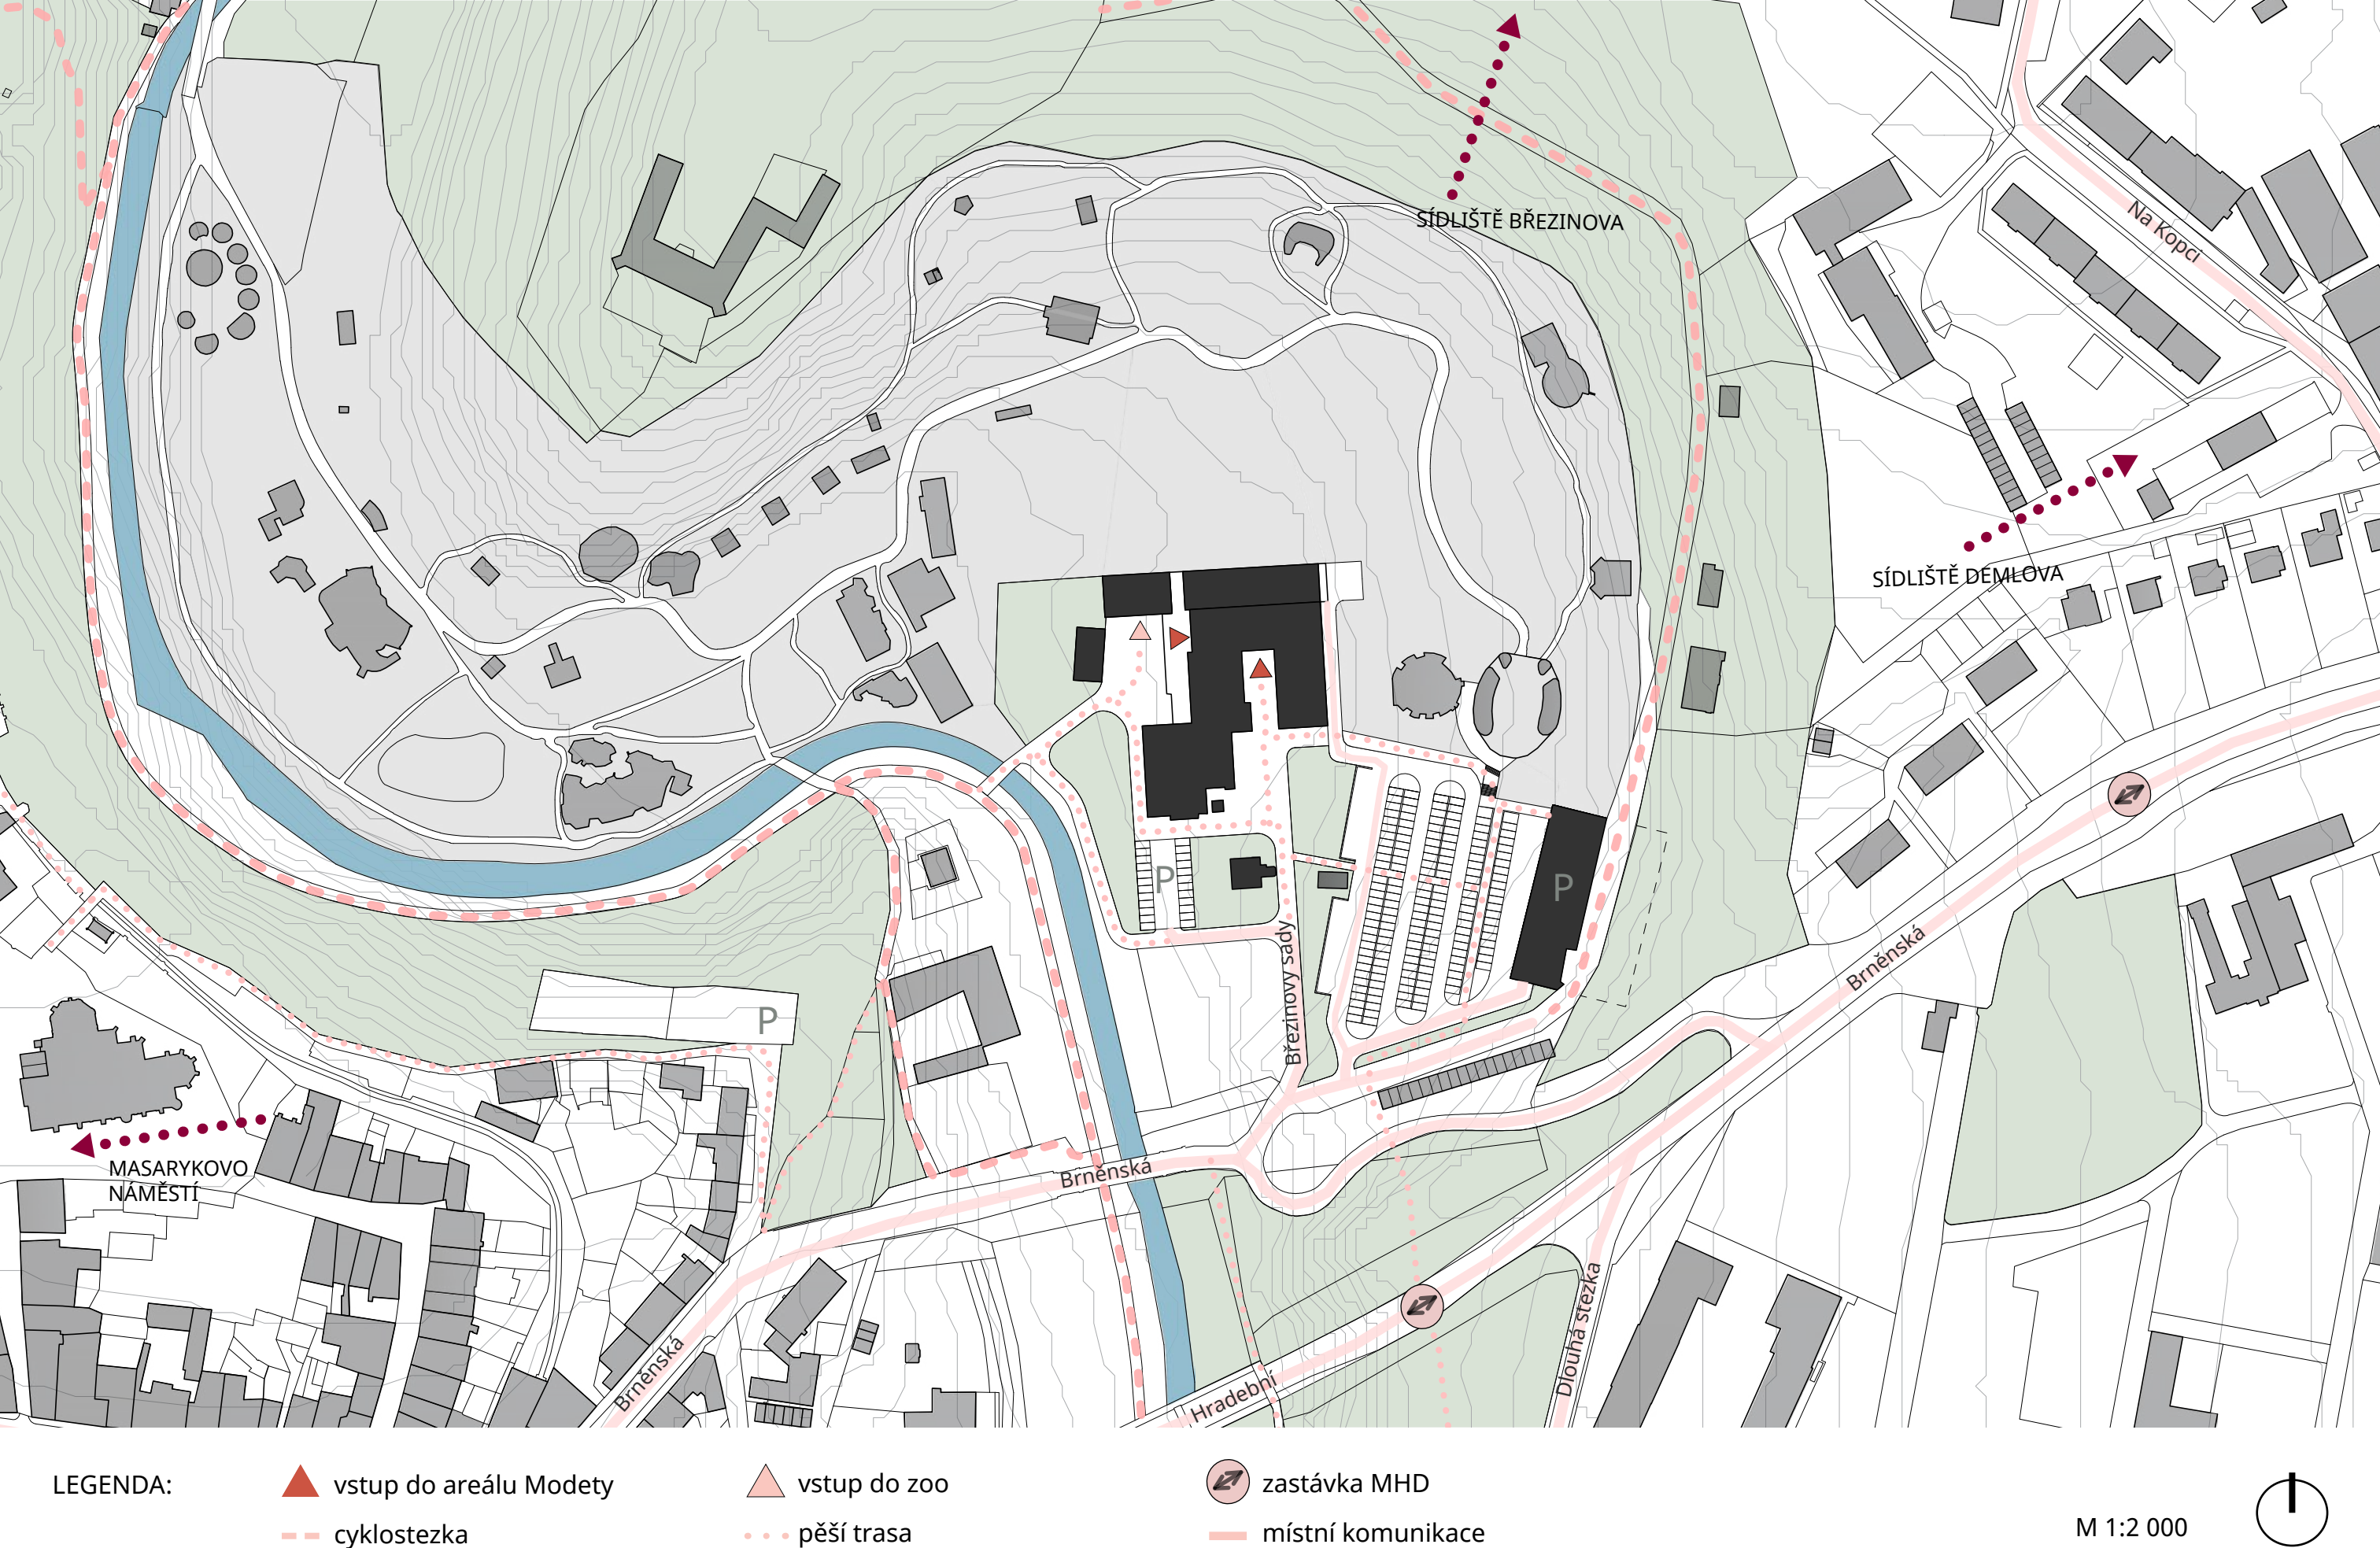 SÍDLIŠTĚ BŘEZINOVA
Na Kopci
SÍDLIŠTĚ DEMLOVA
P
P
Březinovy sady
Brněnská
P
MASARYKOVO
NÁMĚSTÍ
Brněnská
Brněnská
Hradební
Dlouhá stezka
LEGENDA:
vstup do areálu Modety
vstup do zoo
zastávka MHD
cyklostezka
pěší trasa
místní komunikace
M 1:2 000